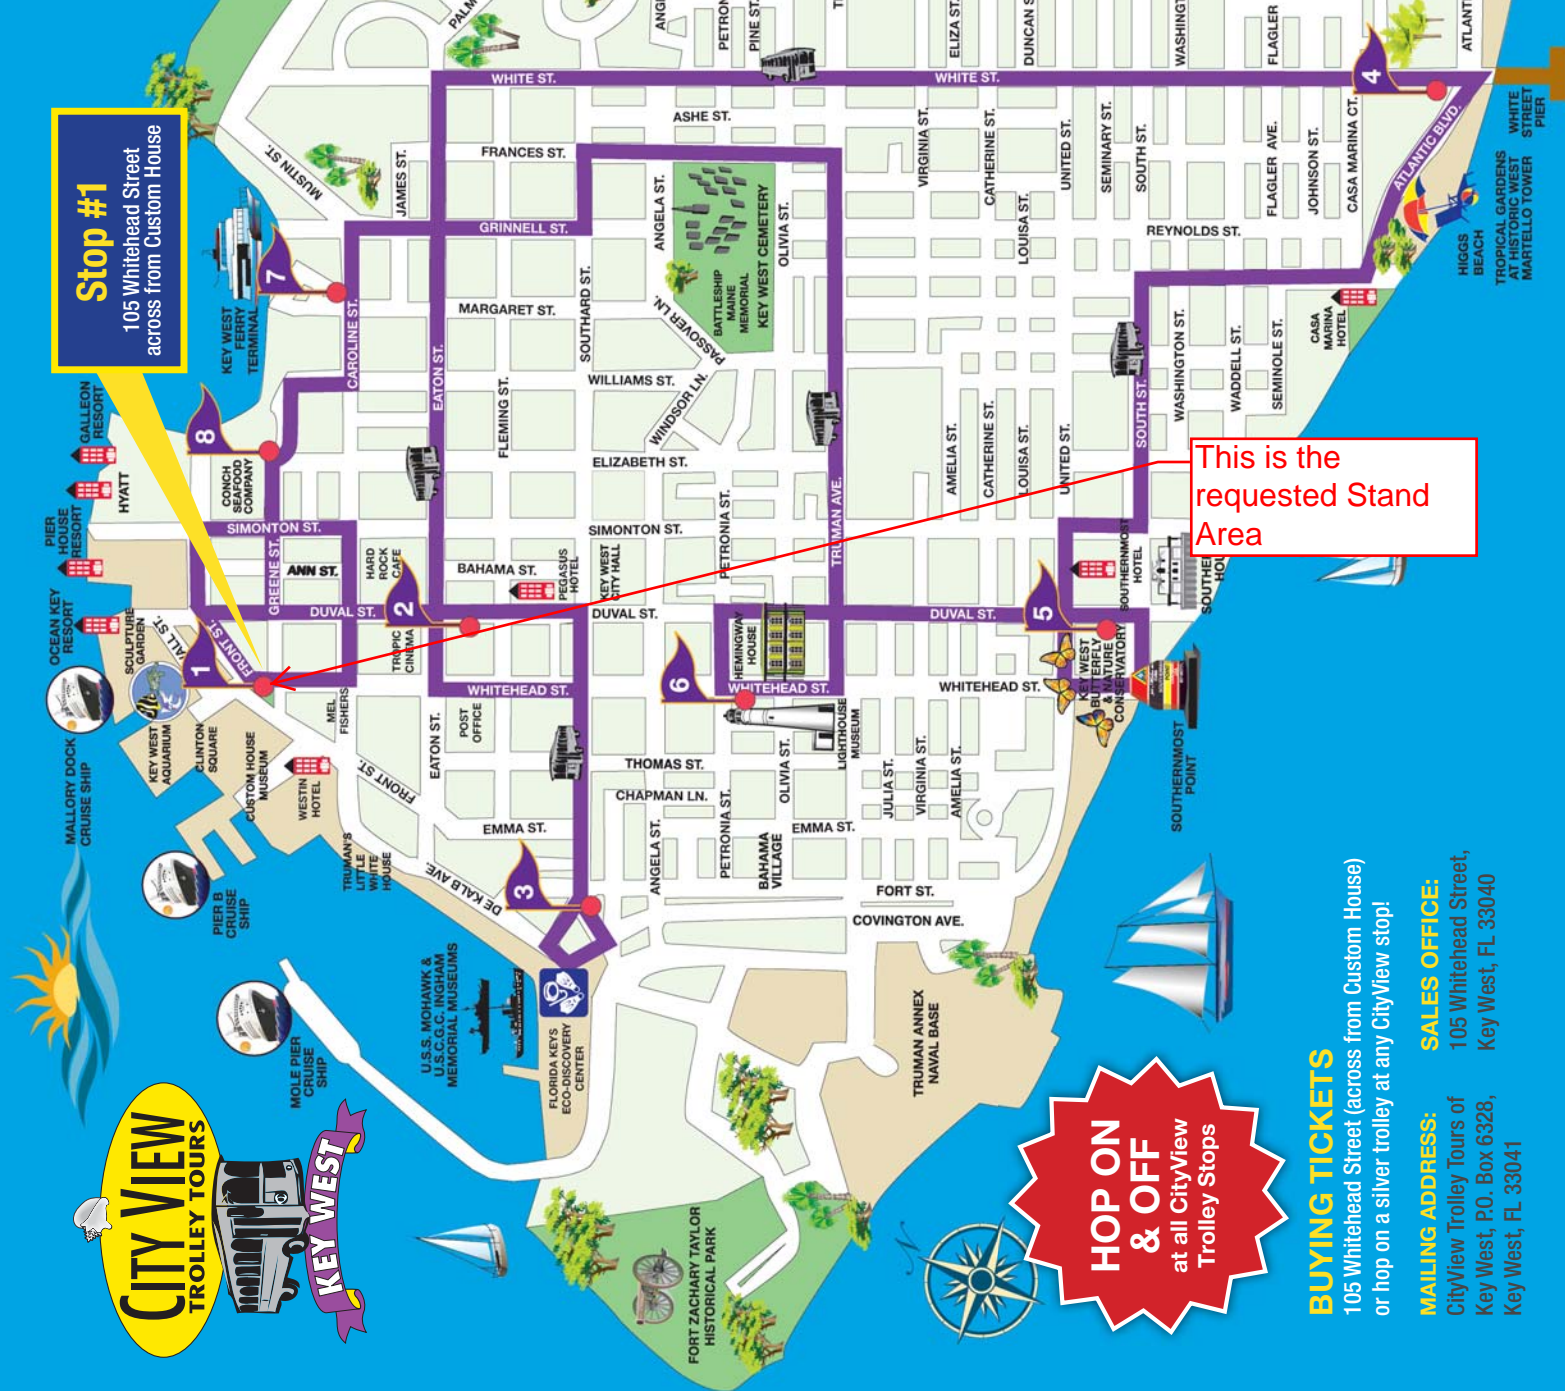 CITY VIEW
TROLLEY TOURS
KEY WEST
Stop #1
105 Whitehead Street
across from Custom House
This is the
requested Stand
Area
HOP ON
& OFF
at all CityView
Trolley Stops
BUYING TICKETS
105 Whitehead Street (across from Custom House)
or hop on a silver trolley at any CityView stop!
MAILING ADDRESS:
CityView Trolley Tours of
Key West, P.O. Box 6328,
Key West, FL 33041
SALES OFFICE:
105 Whitehead Street,
Key West, FL 33040
1
2
3
4
5
6
7
8
PALM
PINE ST.
ELIZA ST.
WHITE ST.
WHITE ST.
ASHE ST.
FRANCES ST.
GRINNELL ST.
MUSTIN ST.
JAMES ST.
ANGELA ST.
OLIVIA ST.
KEY WEST CEMETERY
BATTLESHIP
MAINE
MEMORIAL
VIRGINIA ST.
CATHERINE ST.
LOUISA ST.
UNITED ST.
SEMINARY ST.
SOUTH ST.
FLAGLER AVE.
FLAGLER AVE.
JOHNSON ST.
CASA MARINA CT.
ATLANTIC BLVD.
WHITE
STREET
PIER
TROPICAL GARDENS
AT HISTORIC WEST
MARTELLO TOWER
HIGGS
BEACH
REYNOLDS ST.
CASA
MARINA
HOTEL
KEY WEST
FERRY
TERMINAL
CAROLINE ST.
EATON ST.
MARGARET ST.
SOUTHARD ST.
PASSOVER LN.
WILLIAMS ST.
WINDSOR LN.
FLEMING ST.
ELIZABETH ST.
SOUTH ST.
WASHINGTON ST.
WADDELL ST.
SEMINOLE ST.
AMELIA ST.
CATHERINE ST.
LOUISA ST.
UNITED ST.
TRUMAN AVE.
PETRONIA ST.
GALLEON
RESORT
HYATT
PIER
HOUSE
RESORT
OCEAN KEY
RESORT
CONCH
SEAFOOD
COMPANY
SIMONTON ST.
SIMONTON ST.
GREENE ST.
ANN ST.
HARD
ROCK
CAFE
BAHAMA ST.
PEGASUS
HOTEL
KEY WEST
CITY HALL
DUVAL ST.
DUVAL ST.
DUVAL ST.
SOUTHERNMOST
HOTEL
SCULPTURE
GARDEN
FRONT ST.
TROPIC
CINEMA
HEMINGWAY
HOUSE
KEY WEST
BUTTERFLY
& NATURE
CONSERVATORY
WHITEHEAD ST.
WHITEHEAD ST.
WHITEHEAD ST.
MEL
FISHERS
EATON ST.
POST
OFFICE
LIGHTHOUSE
MUSEUM
SOUTHERNMOST
POINT
MALLORY DOCK
CRUISE SHIP
KEY WEST
AQUARIUM
CLINTON
SQUARE
CUSTOM HOUSE
MUSEUM
WESTIN
HOTEL
FRONT ST.
THOMAS ST.
CHAPMAN LN.
OLIVIA ST.
JULIA ST.
VIRGINIA ST.
AMELIA ST.
EMMA ST.
EMMA ST.
ANGELA ST.
PETRONIA ST.
BAHAMA
VILLAGE
TRUMAN'S
LITTLE
WHITE
HOUSE
DE KALB AVE.
FORT ST.
COVINGTON AVE.
PIER B
CRUISE
SHIP
MOLE PIER
CRUISE
SHIP
U.S.S. MOHAWK &
U.S.C.G.C. INGHAM
MEMORIAL MUSEUMS
FLORIDA KEYS
ECO-DISCOVERY
CENTER
TRUMAN ANNEX
NAVAL BASE
FORT ZACHARY TAYLOR
HISTORICAL PARK
N